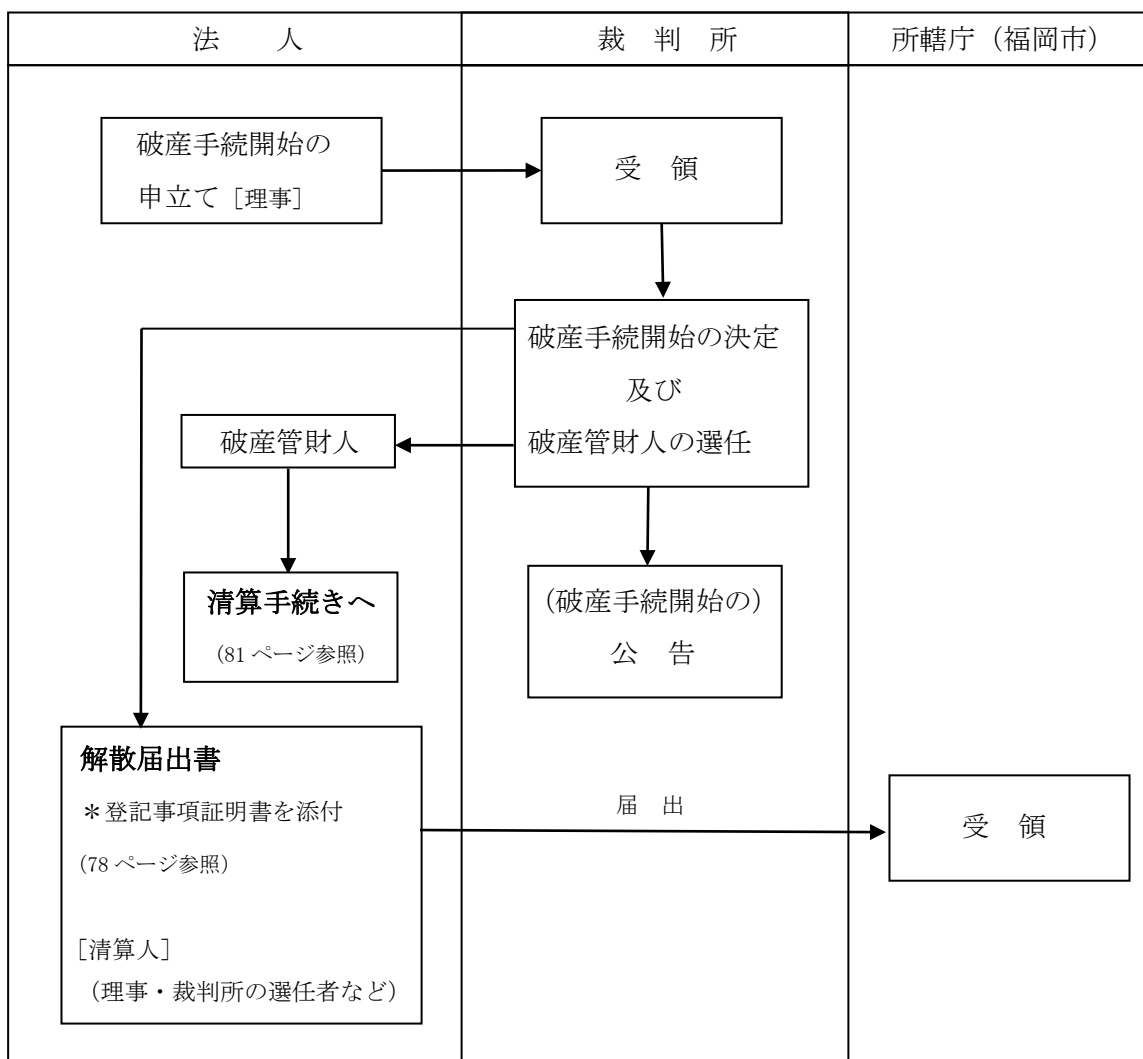 法　　人
裁　判　所
所轄庁（福岡市）
破産手続開始の
申立て［理事］
受　領
破産手続開始の決定
及び
破産管財人の選任
破産管財人
清算手続きへ
（81 ページ参照）
（破産手続開始の）
公　告
解散届出書
＊登記事項証明書を添付
（78 ページ参照）
［清算人］
（理事・裁判所の選任者など）
届　出
受　領